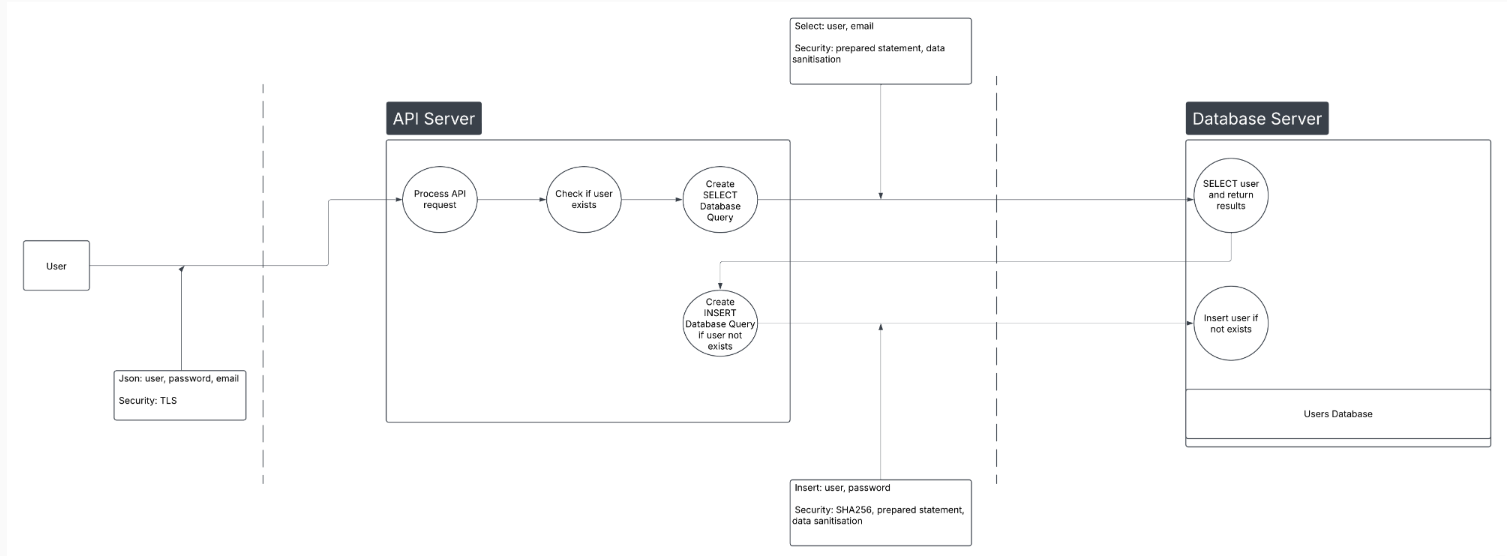 Select: user, email
Security: prepared statement, data
sanitisation
API Server
Database Server
Process API
request
Check if user
exists
Create
SELECT
Database
Query
SELECT user
and return
results
User
Create
INSERT
Database Query
if user not
exists
Insert user if
not exists
Json: user, password, email
Security: TLS
Users Database
Insert: user, password
Security: SHA256, prepared statement,
data sanitisation